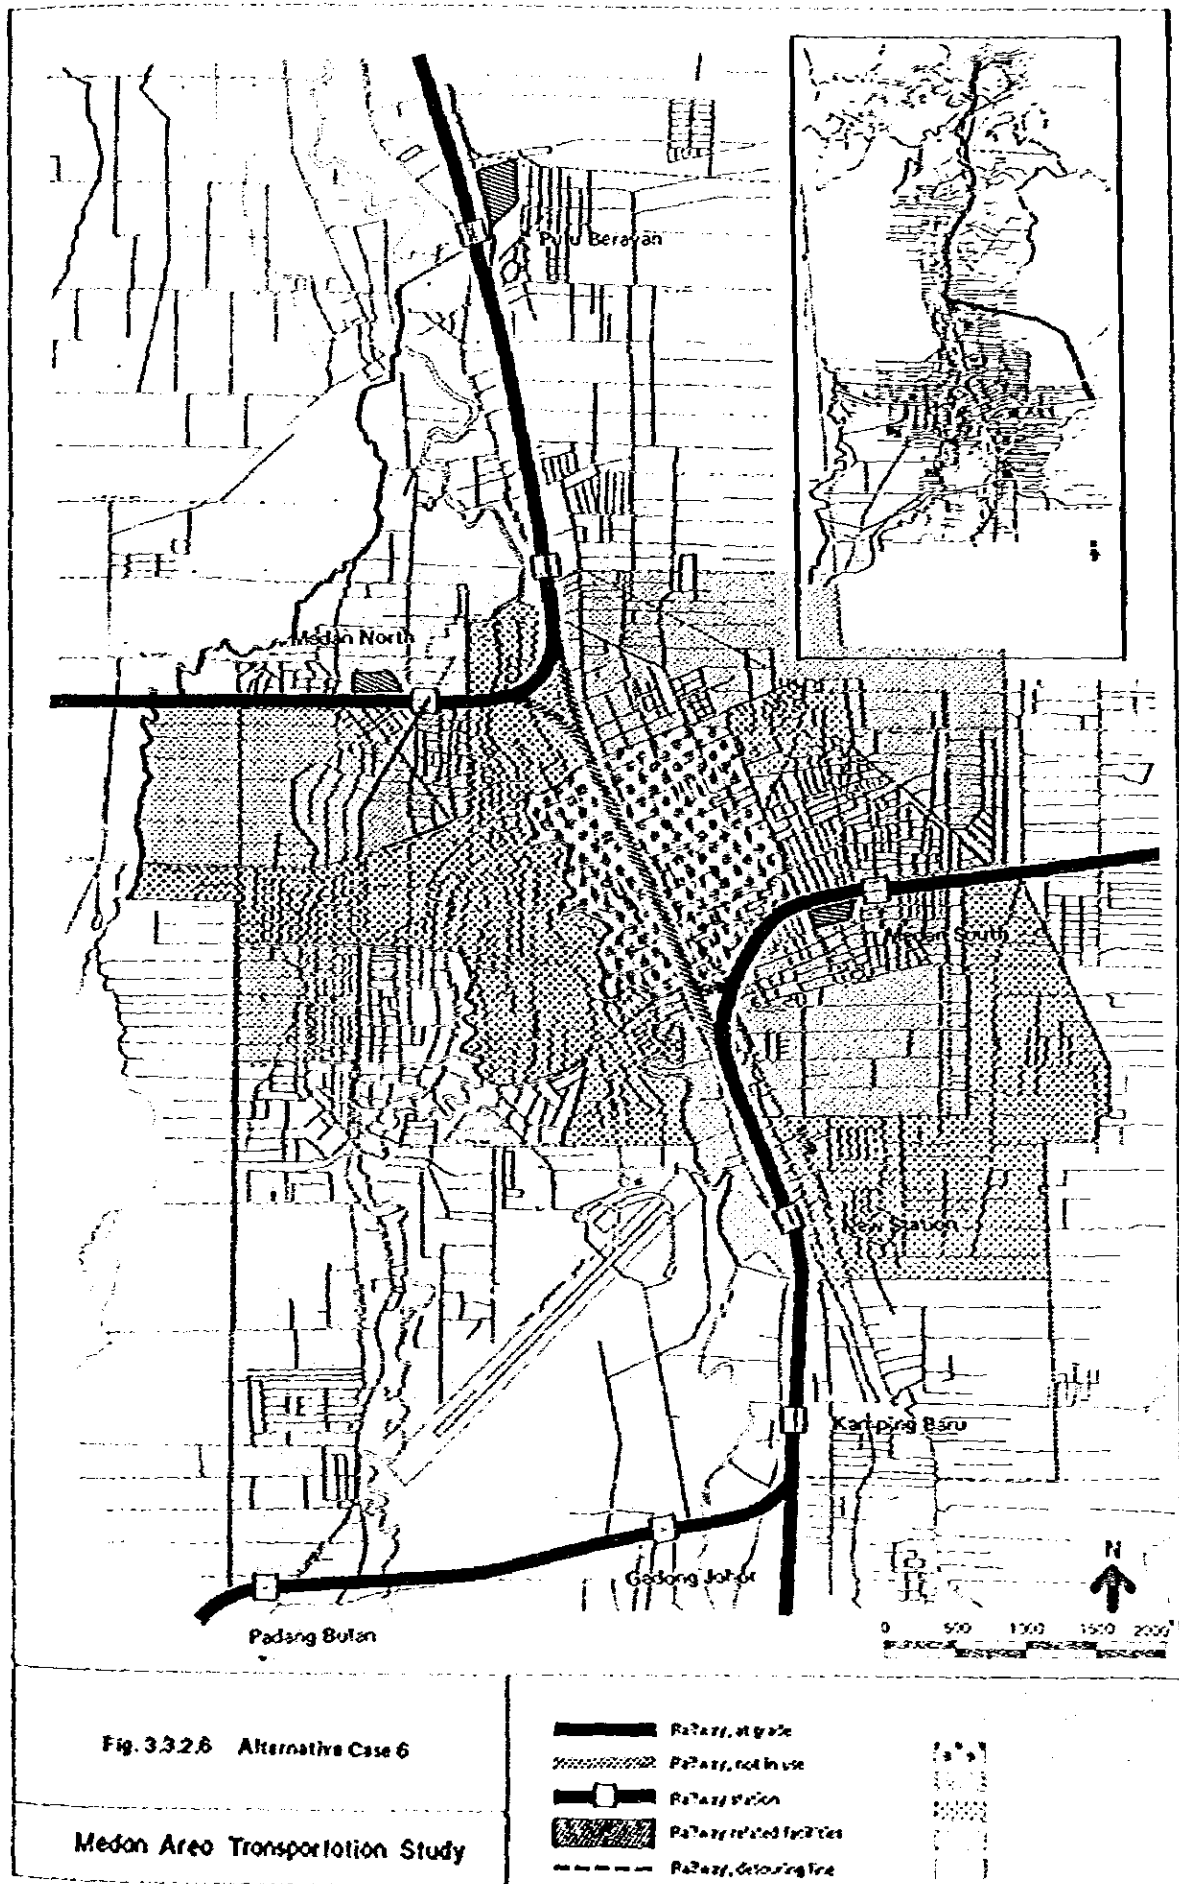 Pulu Berayan
Medan North
Medan South
New Station
Kamping Baru
Gedong Johor
Padang Bulan
N
0 500 1000 1500 2000
Fig. 3.3.2.6 Alternative Case 6
Medan Area Transportation Study
Railway, at grade
Railway, not in use
Railway station
Railway related facilities
Railway, detouring line